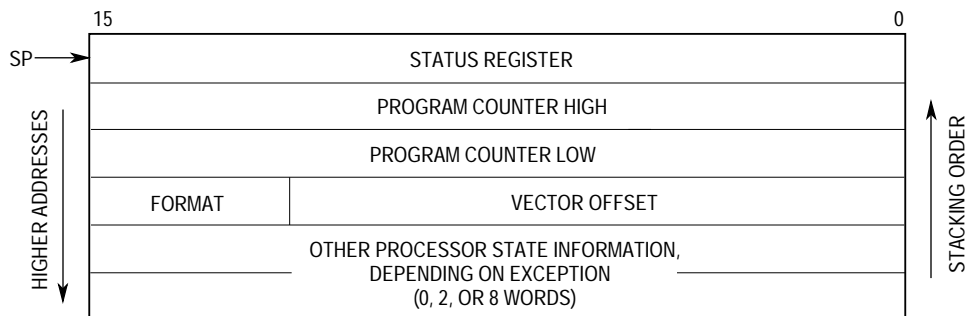 15 0
SP
STATUS REGISTER
PROGRAM COUNTER HIGH
PROGRAM COUNTER LOW
FORMAT VECTOR OFFSET
OTHER PROCESSOR STATE INFORMATION,
DEPENDING ON EXCEPTION
(0, 2, OR 8 WORDS)
HIGHER ADDRESSES
STACKING ORDER